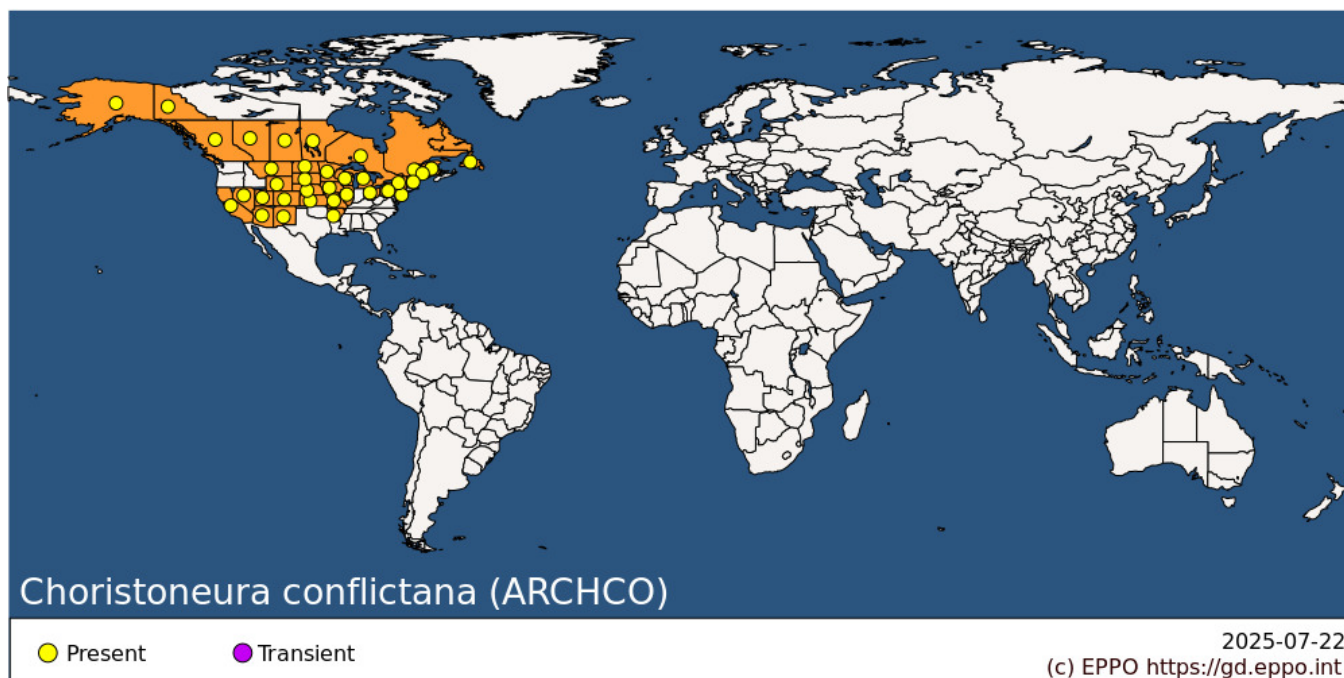 Choristoneura conflictana (ARCHCO)
Present
Transient
2025-07-22
(c) EPPO https://gd.eppo.int